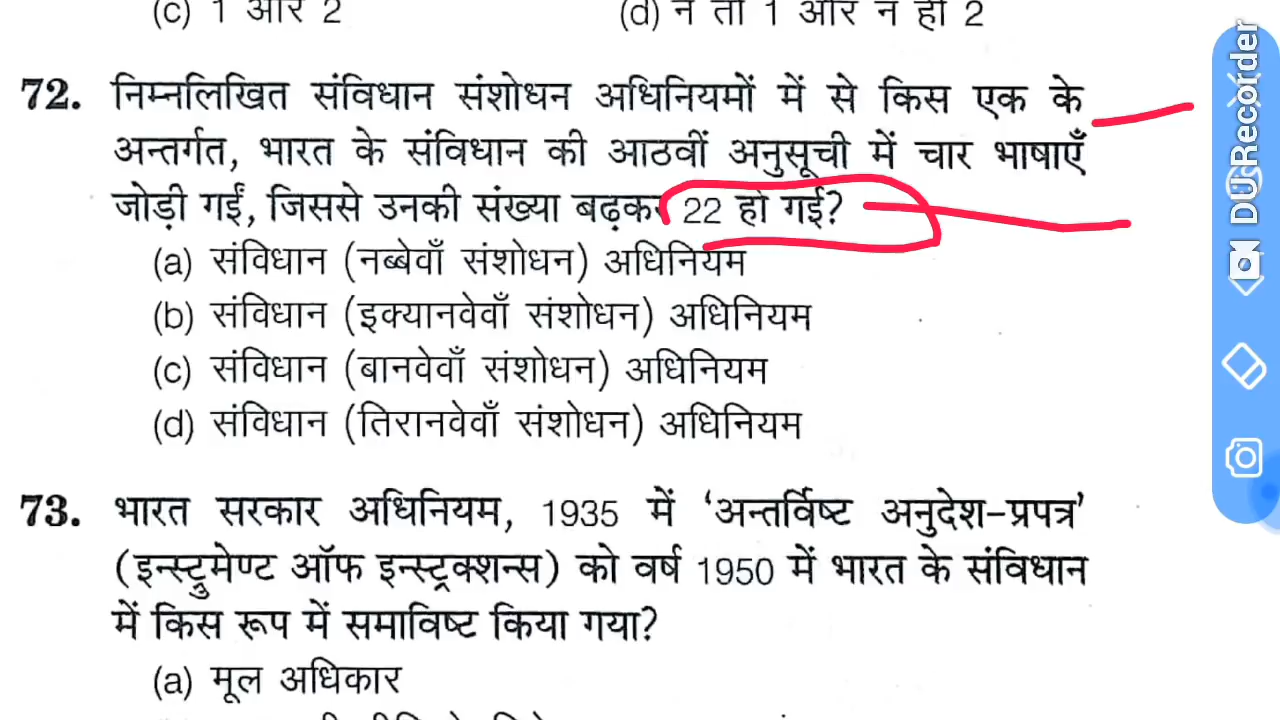 (c) 1 और 2 (d) न तो 1 और न ही 2
72. निम्नलिखित संविधान संशोधन अधिनियमों में से किस एक के
अन्तर्गत, भारत के संविधान की आठवीं अनुसूची में चार भाषाएँ
जोड़ी गईं, जिससे उनकी संख्या बढ़कर 22 हो गई?
(a) संविधान (नब्बेवाँ संशोधन) अधिनियम
(b) संविधान (इक्यानवेवाँ संशोधन) अधिनियम
(c) संविधान (बानवेवाँ संशोधन) अधिनियम
(d) संविधान (तिरानवेवाँ संशोधन) अधिनियम
73. भारत सरकार अधिनियम, 1935 में ‘अन्तर्विष्ट अनुदेश-प्रपत्र’
(इन्स्ट्रुमेण्ट ऑफ इन्स्ट्रक्शन्स) को वर्ष 1950 में भारत के संविधान
में किस रूप में समाविष्ट किया गया?
(a) मूल अधिकार
DU Recorder